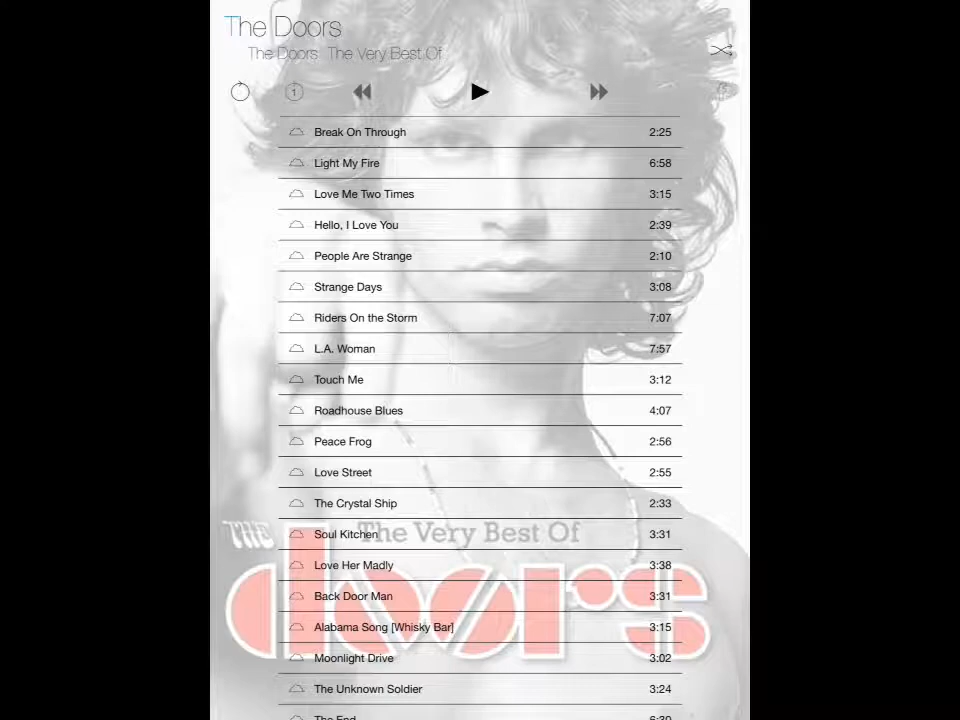 The Doors
The Doors The Very Best Of
1
Break On Through 2:25
Light My Fire 6:58
Love Me Two Times 3:15
Hello, I Love You 2:39
People Are Strange 2:10
Strange Days 3:08
Riders On the Storm 7:07
L.A. Woman 7:57
Touch Me 3:12
Roadhouse Blues 4:07
Peace Frog 2:56
Love Street 2:55
The Crystal Ship 2:33
THE The Very Best Of
Soul Kitchen 3:31
Love Her Madly 3:38
doors
Back Door Man 3:31
Alabama Song [Whisky Bar] 3:15
Moonlight Drive 3:02
The Unknown Soldier 3:24
The End 6:30